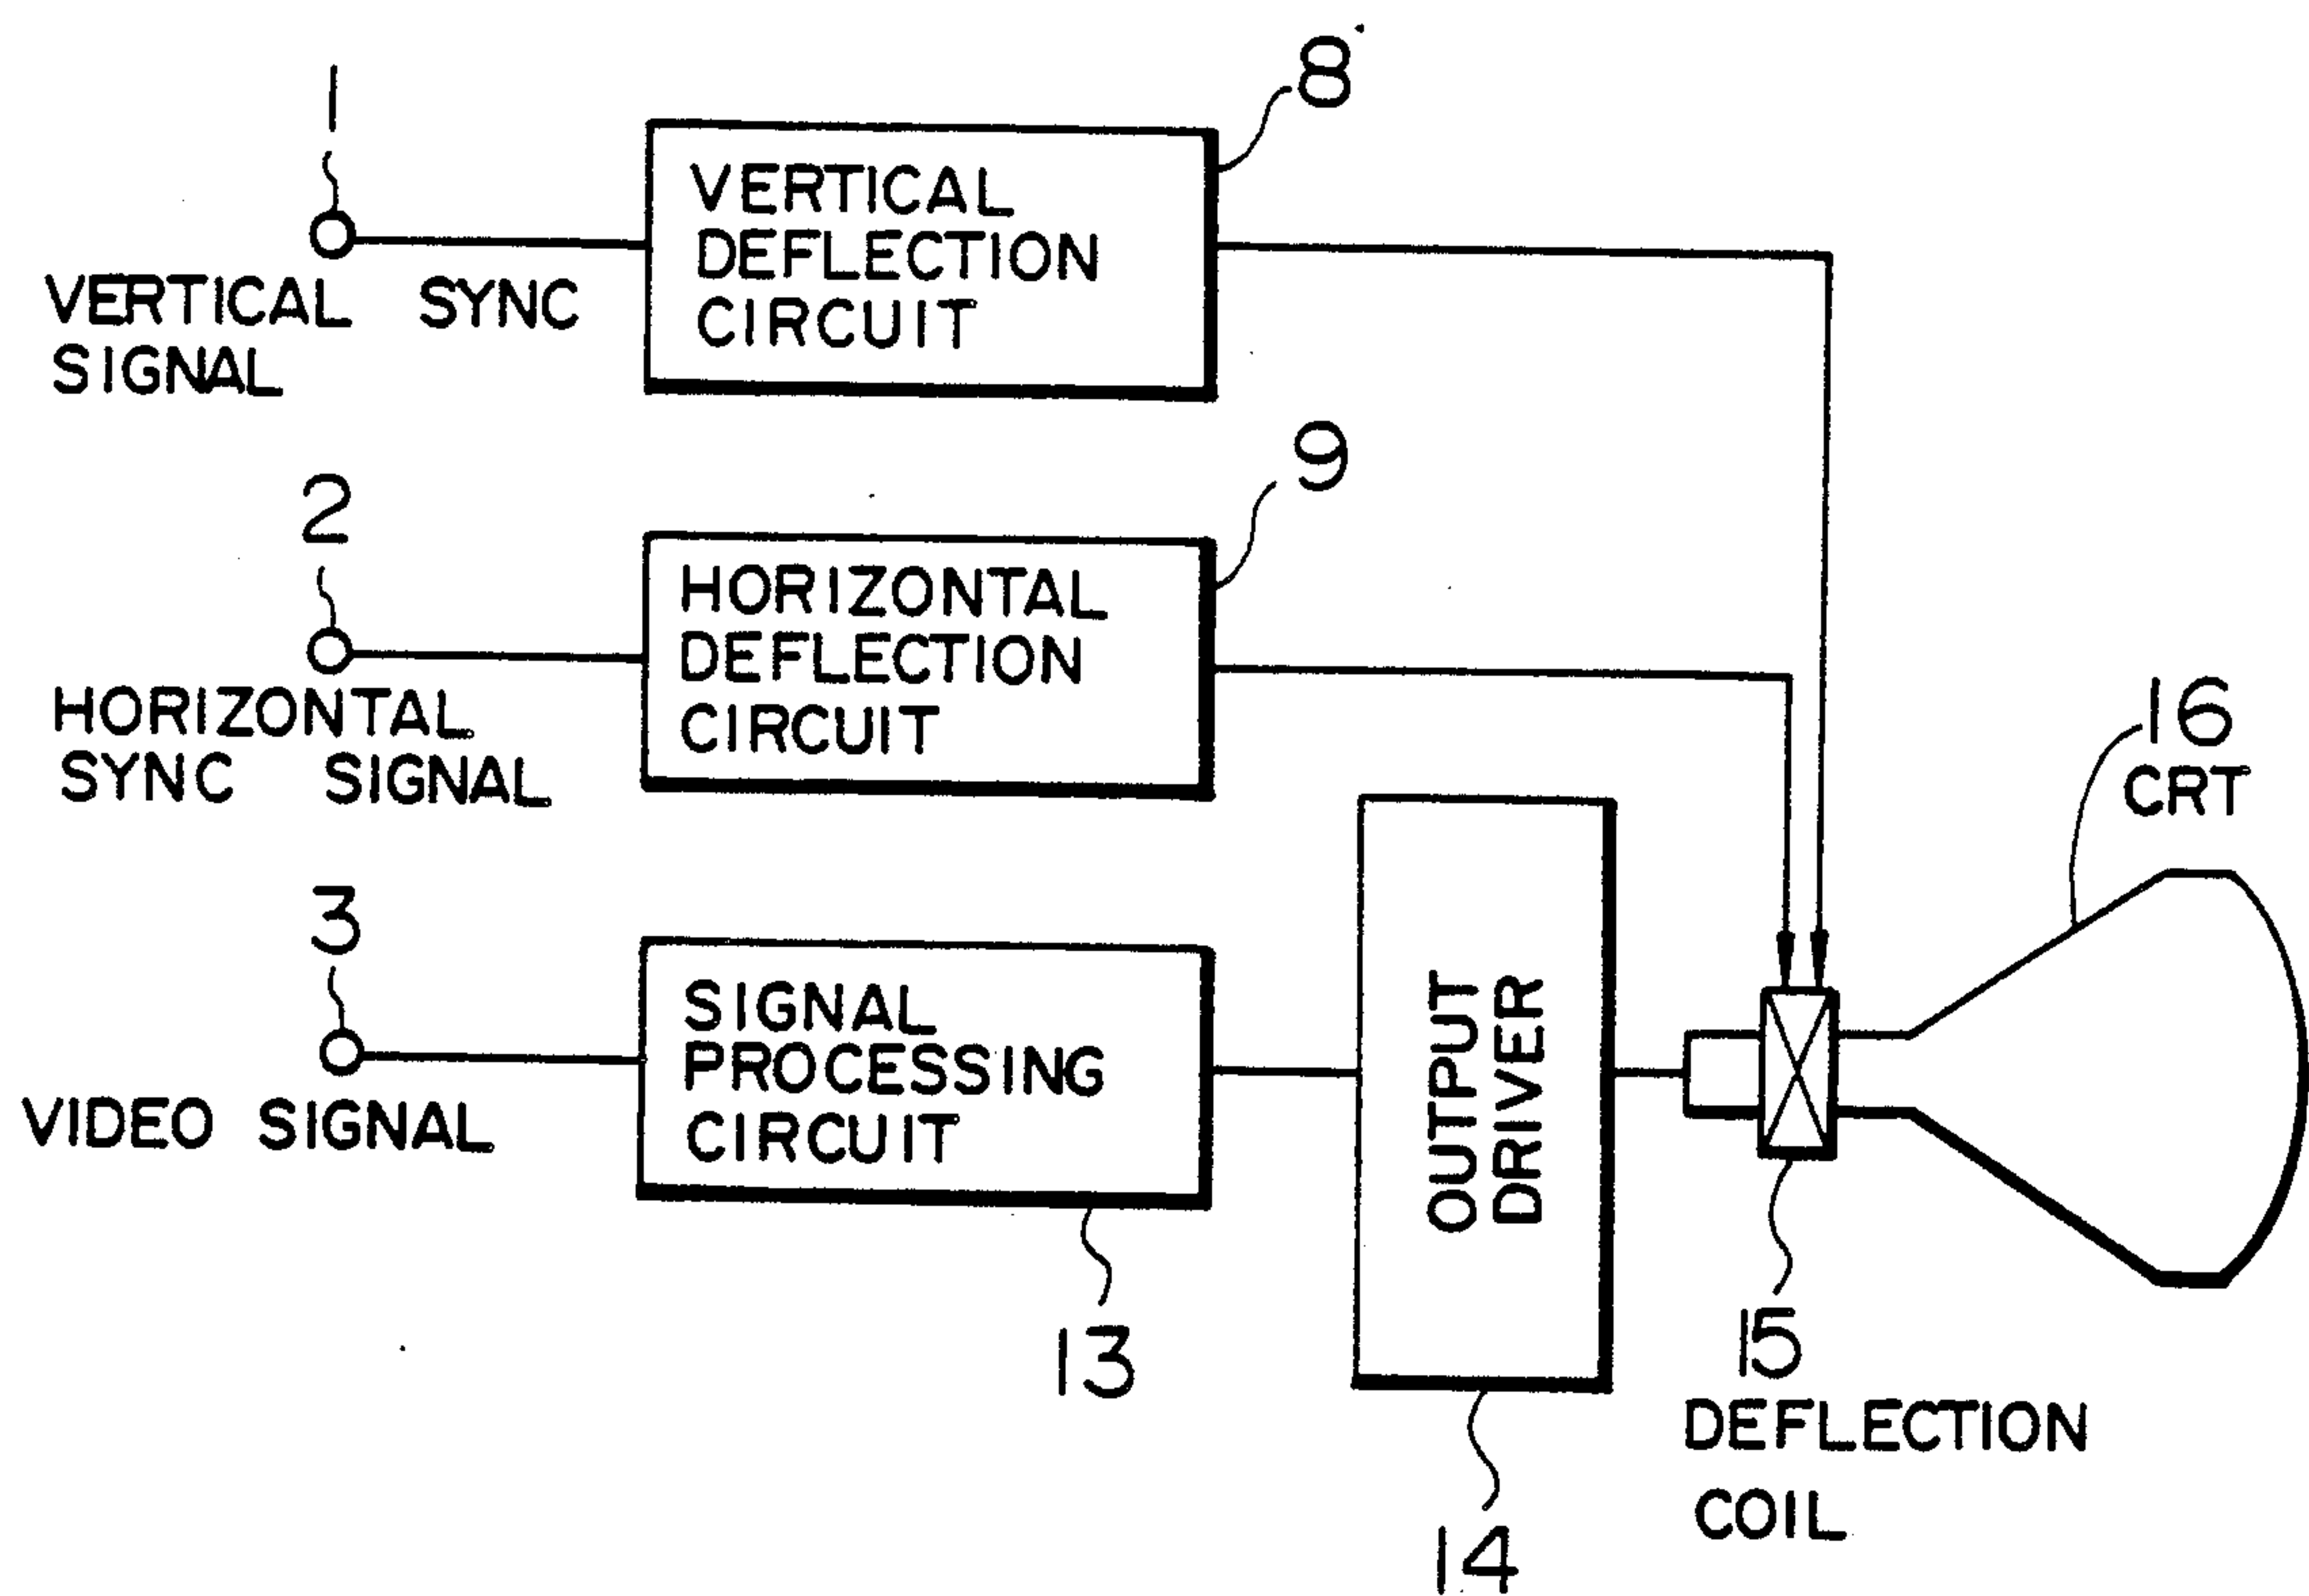 1
VERTICAL SYNC
SIGNAL
VERTICAL
DEFLECTION
CIRCUIT
8
2
HORIZONTAL
SYNC SIGNAL
HORIZONTAL
DEFLECTION
CIRCUIT
9
3
VIDEO SIGNAL
SIGNAL
PROCESSING
CIRCUIT
13
OUTPUT
DRIVER
14
15
DEFLECTION
COIL
16
CRT